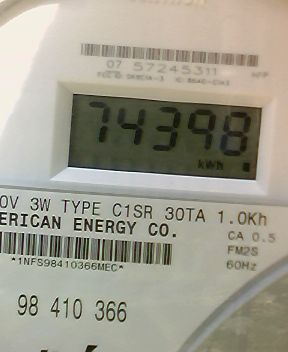 07 57245311
74398
kWh
0V 3W TYPE C1SR 30TA 1.0Kh
ERICAN ENERGY CO.
CA 0.5
FM2S
60Hz
*1NFS98410366MEC*
98 410 366